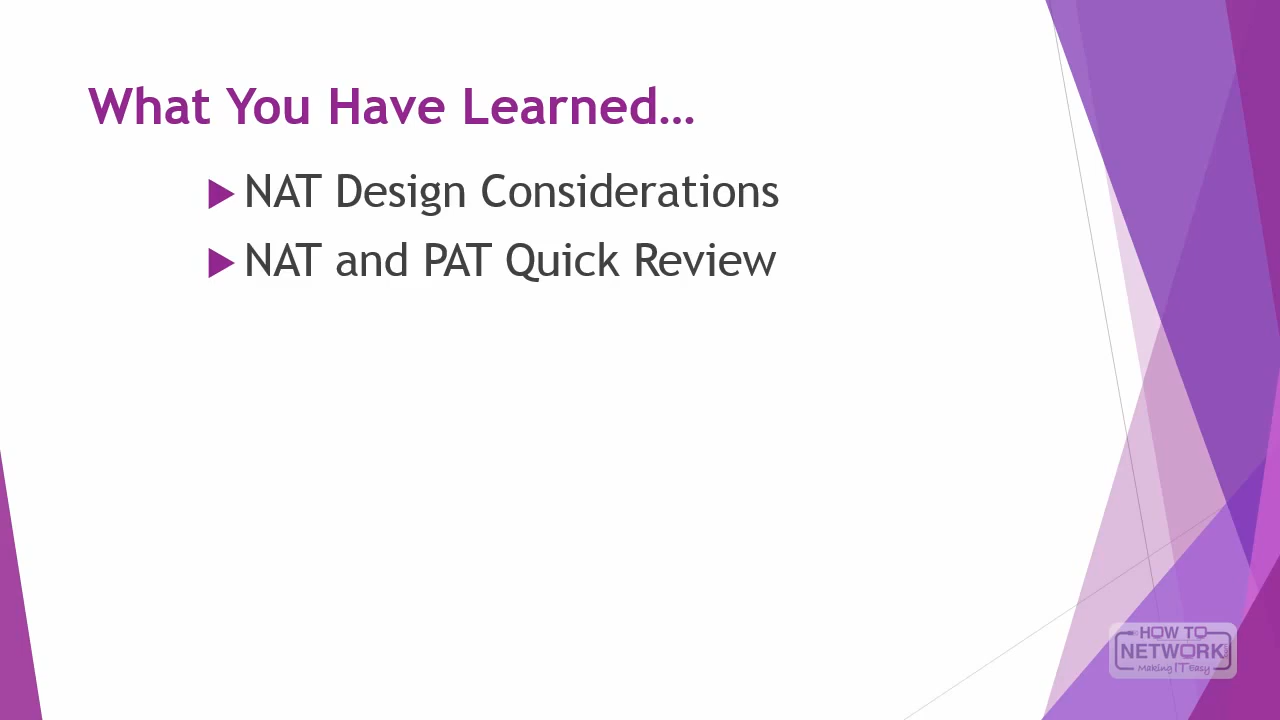 What You Have Learned…
NAT Design Considerations
NAT and PAT Quick Review
HOW TO
NETWORK
Making IT Easy